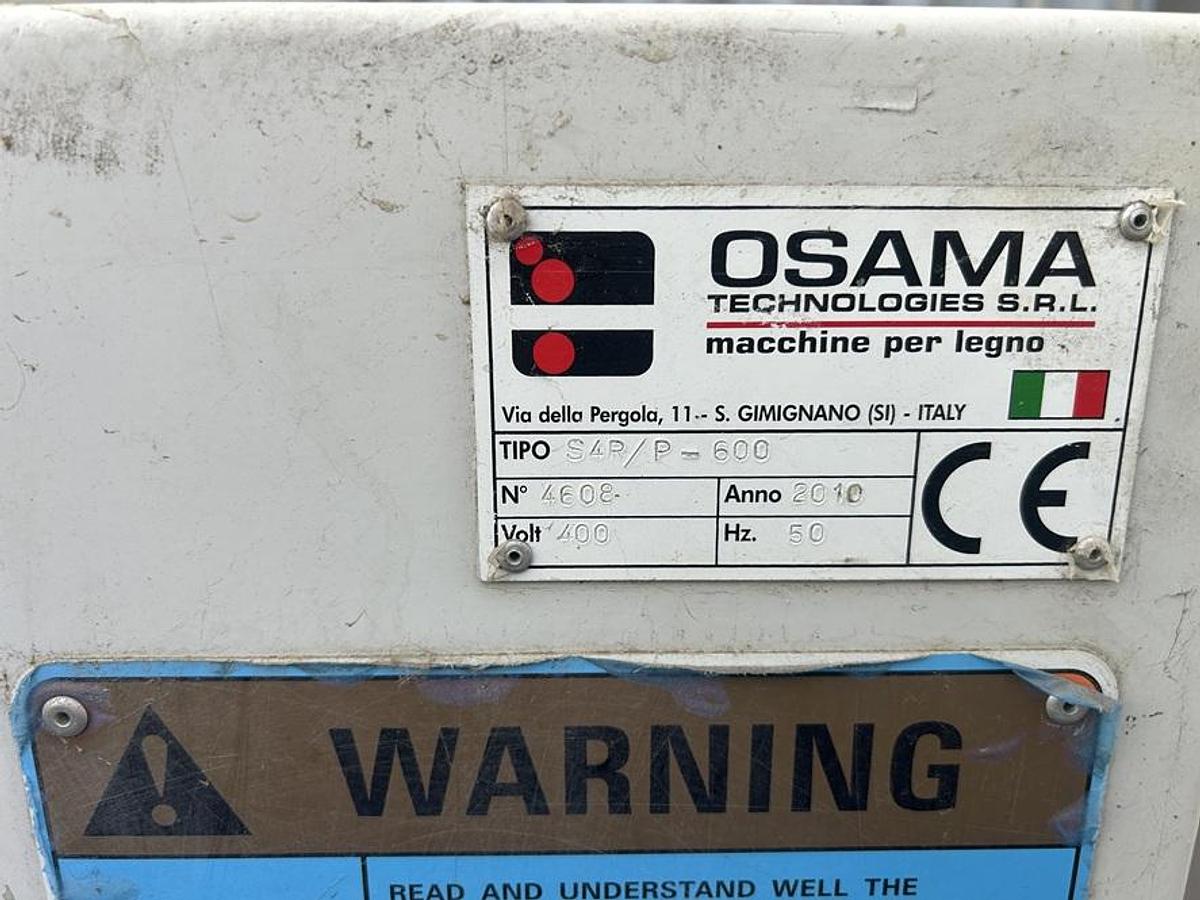 OSAMA
TECHNOLOGIES S.R.L.
macchine per legno
Via della Pergola, 11-- S. GIMIGNANO (SI) - ITALY
TIPO S4R/P-600
N° 4608- Anno 2010
Volt 400 Hz. 50
CE
WARNING
READ AND UNDERSTAND WELL THE